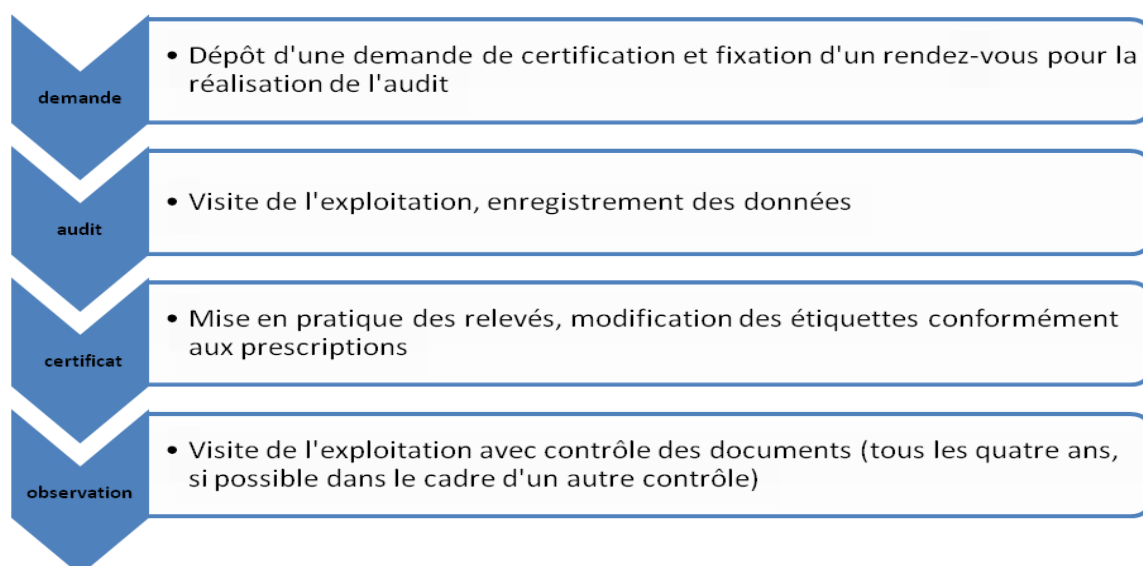 demande
• Dépôt d'une demande de certification et fixation d'un rendez-vous pour la
réalisation de l'audit
audit
• Visite de l'exploitation, enregistrement des données
certificat
• Mise en pratique des relevés, modification des étiquettes conformément
aux prescriptions
observation
• Visite de l'exploitation avec contrôle des documents (tous les quatre ans,
si possible dans le cadre d'un autre contrôle)